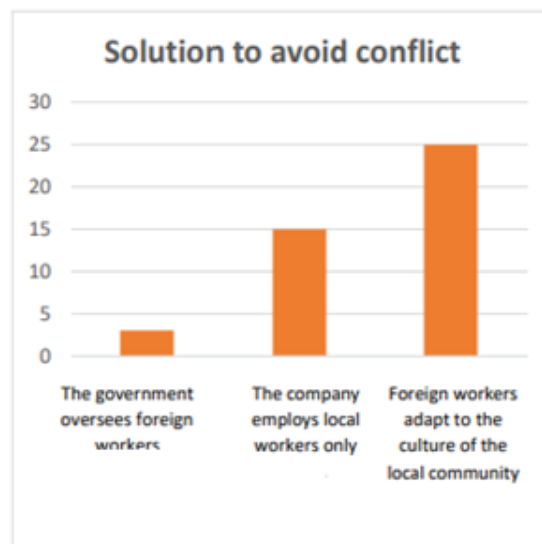 Solution to avoid conflict
30
25
20
15
10
5
0
The government
oversees foreign
workers
The company
employs local
workers only
Foreign workers
adapt to the
culture of the
local community